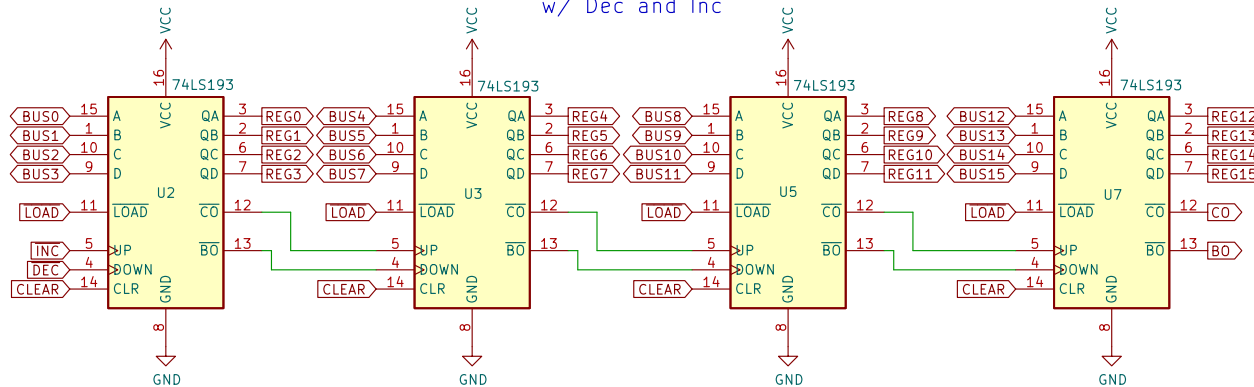 w/ Dec and Inc
VCC VCC VCC VCC
16 16 16 16
74LS193 74LS193 74LS193 74LS193
VCC VCC VCC VCC
BUS0 15 A QA 3 REG0 BUS4 15 A QA 3 REG4 BUS8 15 A QA 3 REG8 BUS12 15 A QA 3 REG12
BUS1 1 B QB 2 REG1 BUS5 1 B QB 2 REG5 BUS9 1 B QB 2 REG9 BUS13 1 B QB 2 REG13
BUS2 10 C QC 6 REG2 BUS6 10 C QC 6 REG6 BUS10 10 C QC 6 REG10 BUS14 10 C QC 6 REG14
BUS3 9 D QD 7 REG3 BUS7 9 D QD 7 REG7 BUS11 9 D QD 7 REG11 BUS15 9 D QD 7 REG15
U2 U3 U5 U7
LOAD 11 LOAD CO 12 LOAD 11 LOAD CO 12 LOAD 11 LOAD CO 12 LOAD 11 LOAD CO 12 CO
INC 5 UP BO 13 5 UP BO 13 5 UP BO 13 5 UP BO 13 BO
DEC 4 DOWN 4 DOWN 4 DOWN 4 DOWN
CLEAR 14 CLR CLEAR 14 CLR CLEAR 14 CLR CLEAR 14 CLR
GND GND GND GND
8 8 8 8
GND GND GND GND